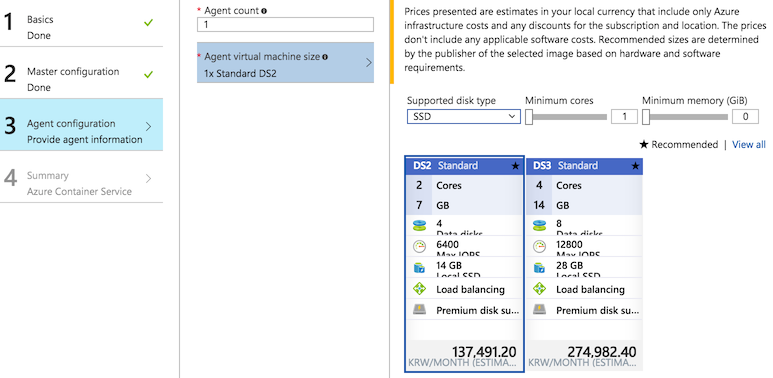 1
Basics
Done
2
Master configuration
Done
3
Agent configuration
Provide agent information
4
Summary
Azure Container Service
* Agent count
1
* Agent virtual machine size
1x Standard DS2
Prices presented are estimates in your local currency that include only Azure
infrastructure costs and any discounts for the subscription and location. The prices
don't include any applicable software costs. Recommended sizes are determined
by the publisher of the selected image based on hardware and software
requirements.
Supported disk type
SSD
Minimum cores
1
Minimum memory (GiB)
0
★ Recommended | View all
DS2 Standard ★
2 Cores
7 GB
4
Data disks
6400
Max IOPS
14 GB
Local SSD
Load balancing
Premium disk su...
137,491.20
KRW/MONTH (ESTIMA...
DS3 Standard ★
4 Cores
14 GB
8
Data disks
12800
Max IOPS
28 GB
Local SSD
Load balancing
Premium disk su...
274,982.40
KRW/MONTH (ESTIMA...